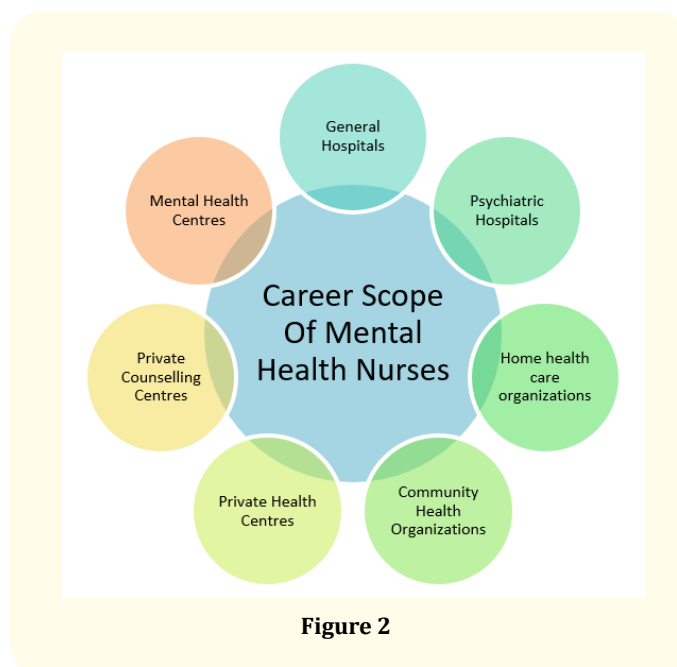 General
Hospitals
Psychiatric
Hospitals
Home health
care
organizations
Community
Health
Organizations
Private Health
Centres
Private
Counselling
Centres
Mental Health
Centres
Career Scope
Of Mental
Health Nurses
Figure 2